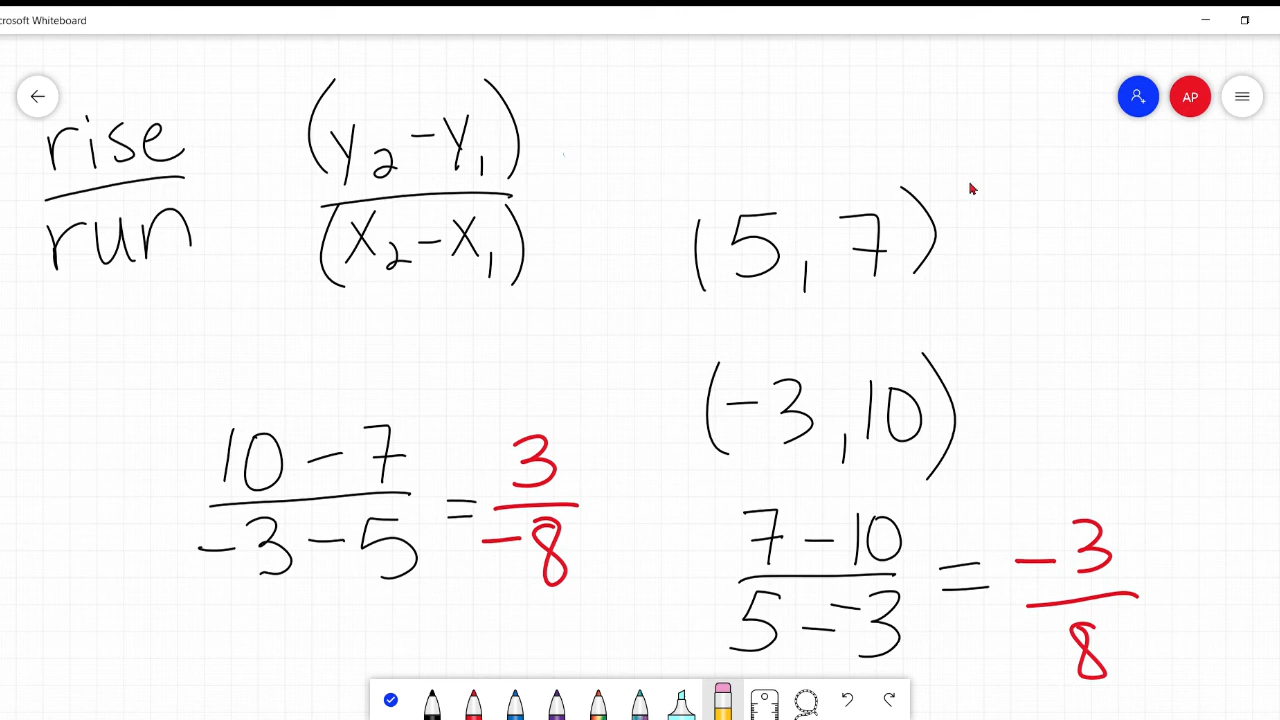 crosoft Whiteboard
AP
rise
run
(y₂-y₁)
(x₂-x₁)
(5, 7)
(-3, 10)
10-7
-3-5
=
3
-8
7-10
5--3
=
-3
8